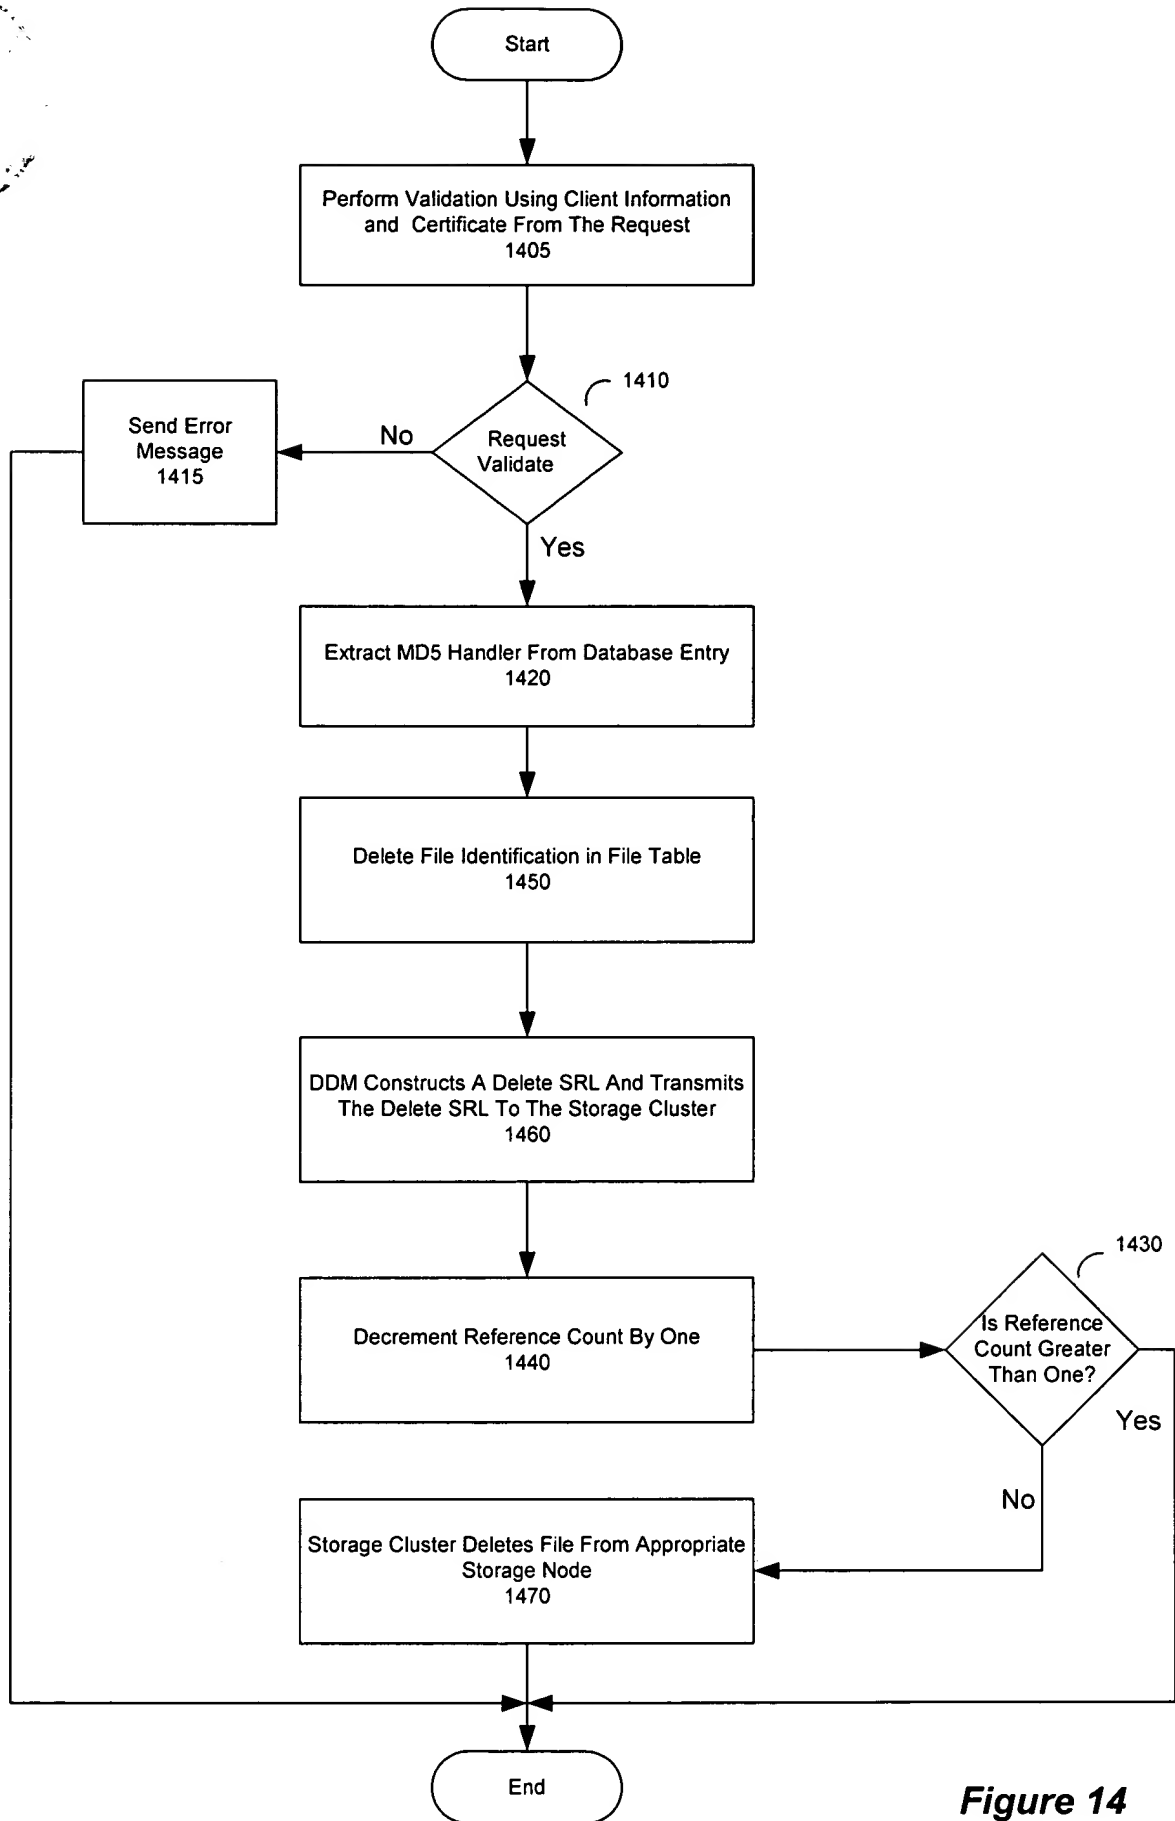 Start
Perform Validation Using Client Information
and Certificate From The Request
1405
1410
Request
Validate
No
Send Error
Message
1415
Yes
Extract MD5 Handler From Database Entry
1420
Delete File Identification in File Table
1450
DDM Constructs A Delete SRL And Transmits
The Delete SRL To The Storage Cluster
1460
Decrement Reference Count By One
1440
1430
Is Reference
Count Greater
Than One?
Yes
No
Storage Cluster Deletes File From Appropriate
Storage Node
1470
End
Figure 14